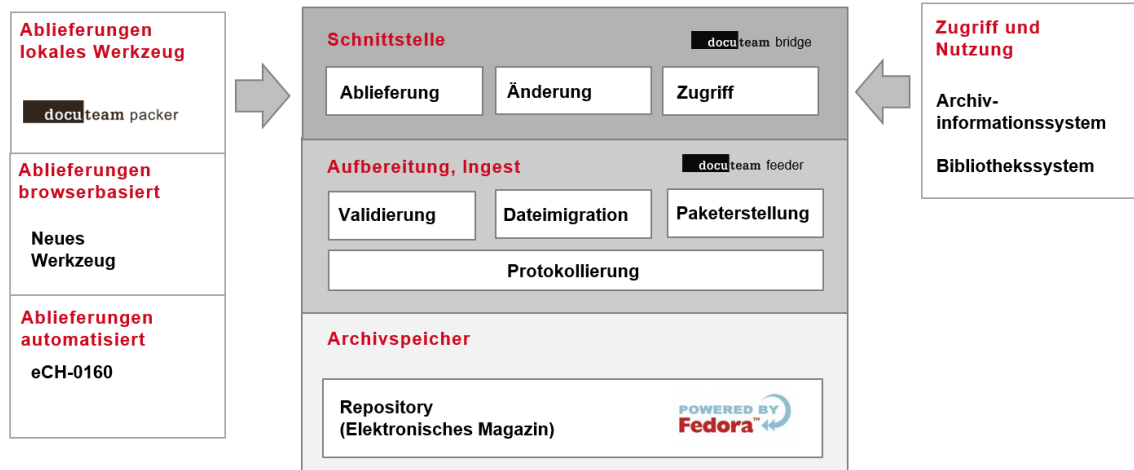 Ablieferungen
lokales Werkzeug
docuteam packer
Ablieferungen
browserbasiert
Neues
Werkzeug
Ablieferungen
automatisiert
eCH-0160
Schnittstelle
docuteam bridge
Ablieferung
Änderung
Zugriff
Aufbereitung, Ingest
docuteam feeder
Validierung
Dateimigration
Paketerstellung
Protokollierung
Archivspeicher
Repository
(Elektronisches Magazin)
POWERED BY
Fedora™
Zugriff und
Nutzung
Archiv-
informationssystem
Bibliothekssystem